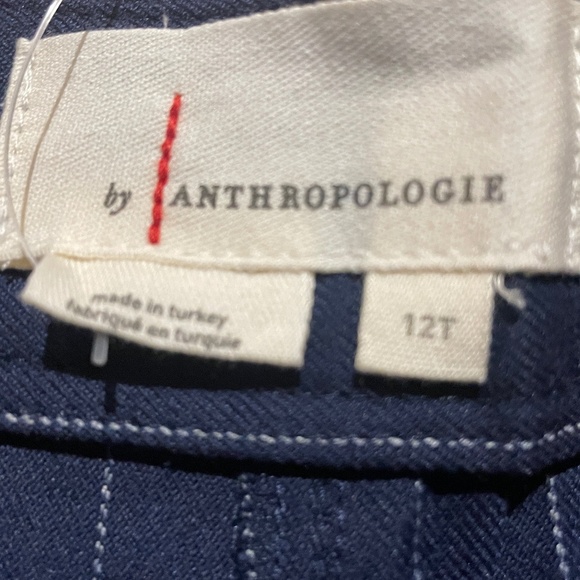 by ANTHROPOLOGIE
made in turkey
fabriqué en turquie
12T